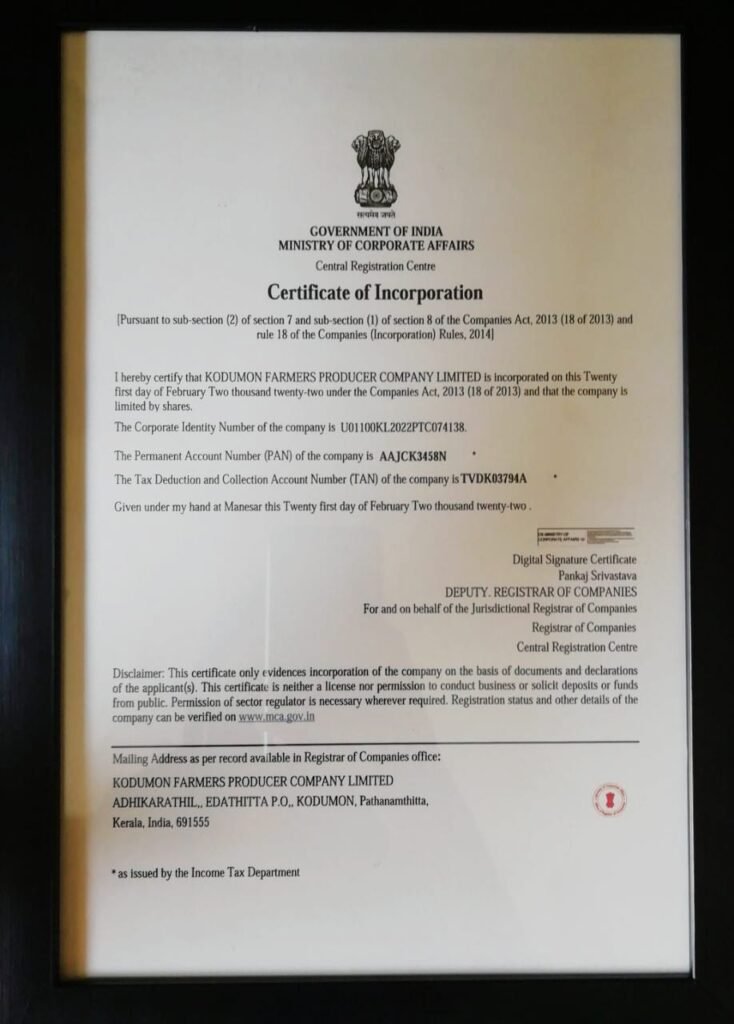 सत्यमेव जयते
GOVERNMENT OF INDIA
MINISTRY OF CORPORATE AFFAIRS
Central Registration Centre
Certificate of Incorporation
[Pursuant to sub-section (2) of section 7 and sub-section (1) of section 8 of the Companies Act, 2013 (18 of 2013) and
rule 18 of the Companies (Incorporation) Rules, 2014]
I hereby certify that KODUMON FARMERS PRODUCER COMPANY LIMITED is incorporated on this Twenty
first day of February Two thousand twenty-two under the Companies Act, 2013 (18 of 2013) and that the company is
limited by shares.
The Corporate Identity Number of the company is U01100KL2022PTC074138.
The Permanent Account Number (PAN) of the company is AAJCK3458N *
The Tax Deduction and Collection Account Number (TAN) of the company is TVDK03794A *
Given under my hand at Manesar this Twenty first day of February Two thousand twenty-two .
DS MINISTRY OF
CORPORATE AFFAIRS
Digital Signature Certificate
Pankaj Srivastava
DEPUTY. REGISTRAR OF COMPANIES
For and on behalf of the Jurisdictional Registrar of Companies
Registrar of Companies
Central Registration Centre
Disclaimer: This certificate only evidences incorporation of the company on the basis of documents and declarations
of the applicant(s). This certificate is neither a license nor permission to conduct business or solicit deposits or funds
from public. Permission of sector regulator is necessary wherever required. Registration status and other details of the
company can be verified on www.mca.gov.in
Mailing Address as per record available in Registrar of Companies office:
KODUMON FARMERS PRODUCER COMPANY LIMITED
ADHIKARATHIL,, EDATHITTA P.O,, KODUMON, Pathanamthitta,
Kerala, India, 691555
* as issued by the Income Tax Department